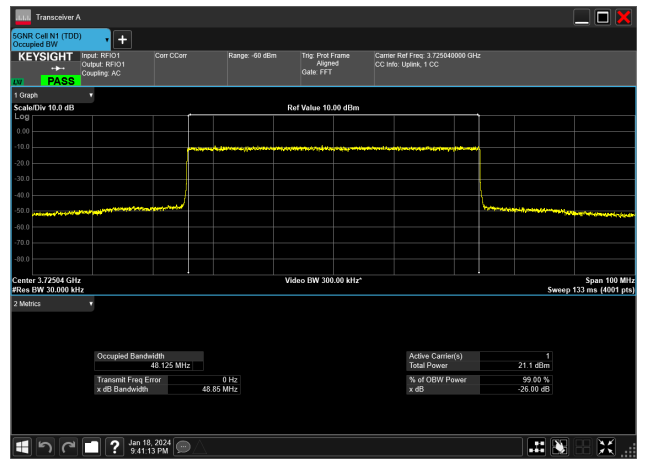 Transceiver A
5GNR Cell N1 (TDD)
Occupied BW
KEYSIGHT
PASS
Input: RFIO1
Output: RFIO1
Coupling: AC
Corr CCorr
Range: -60 dBm
Trig: Prot Frame
Aligned
Gate: FFT
Carrier Ref Freq: 3.725040000 GHz
CC Info: Uplink, 1 CC
1 Graph
Scale/Div 10.0 dB
Ref Value 10.00 dBm
Log
0.00
-10.0
-20.0
-30.0
-40.0
-50.0
-60.0
-70.0
-80.0
Center 3.72504 GHz
Video BW 300.00 kHz*
Span 100 MHz
#Res BW 30.000 kHz
Sweep 133 ms (4001 pts)
2 Metrics
Occupied Bandwidth
48.125 MHz
Active Carrier(s) 1
Total Power 21.1 dBm
Transmit Freq Error 0 Hz
x dB Bandwidth 48.85 MHz
% of OBW Power 99.00 %
x dB -26.00 dB
?
Jan 18, 2024
9:41:13 PM